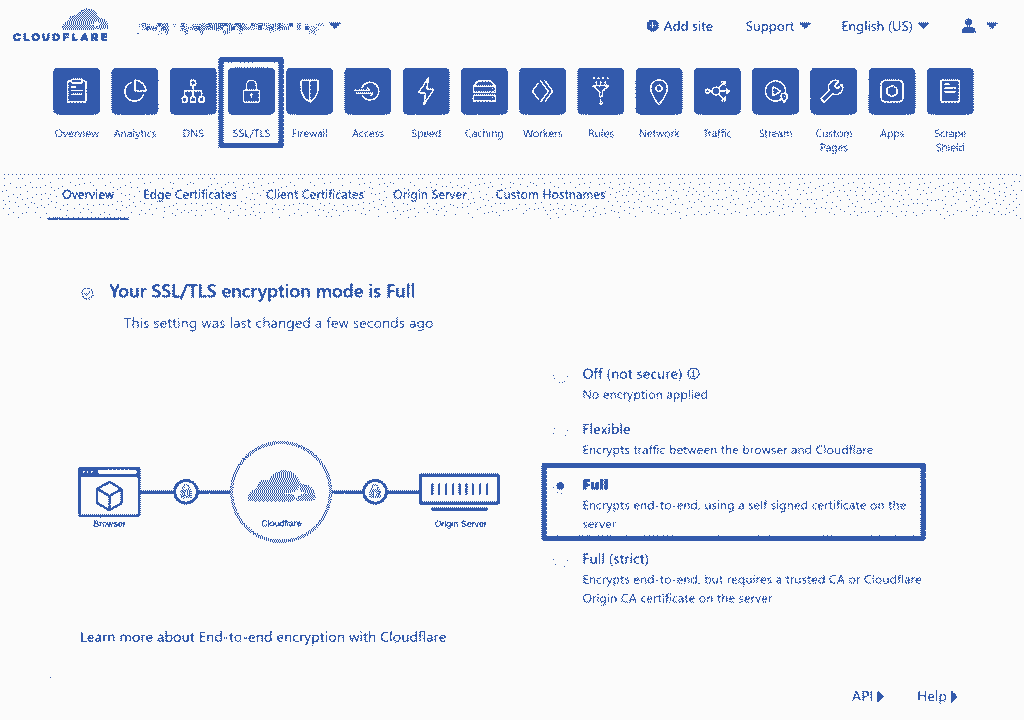 CLOUDFLARE
Add site
Support
English (US)
Overview
Analytics
DNS
SSL/TLS
Firewall
Access
Speed
Caching
Workers
Rules
Network
Traffic
Stream
Custom
Pages
Apps
Scrape
Shield
Overview
Edge Certificates
Client Certificates
Origin Server
Custom Hostnames
Your SSL/TLS encryption mode is Full
This setting was last changed a few seconds ago
Off (not secure)
No encryption applied
Flexible
Encrypts traffic between the browser and Cloudflare
Full
Encrypts end-to-end, using a self signed certificate on the
server
Full (strict)
Encrypts end-to-end, but requires a trusted CA or Cloudflare
Origin CA certificate on the server
Browser
Cloudflare
Origin Server
Learn more about End-to-end encryption with Cloudflare
API
Help